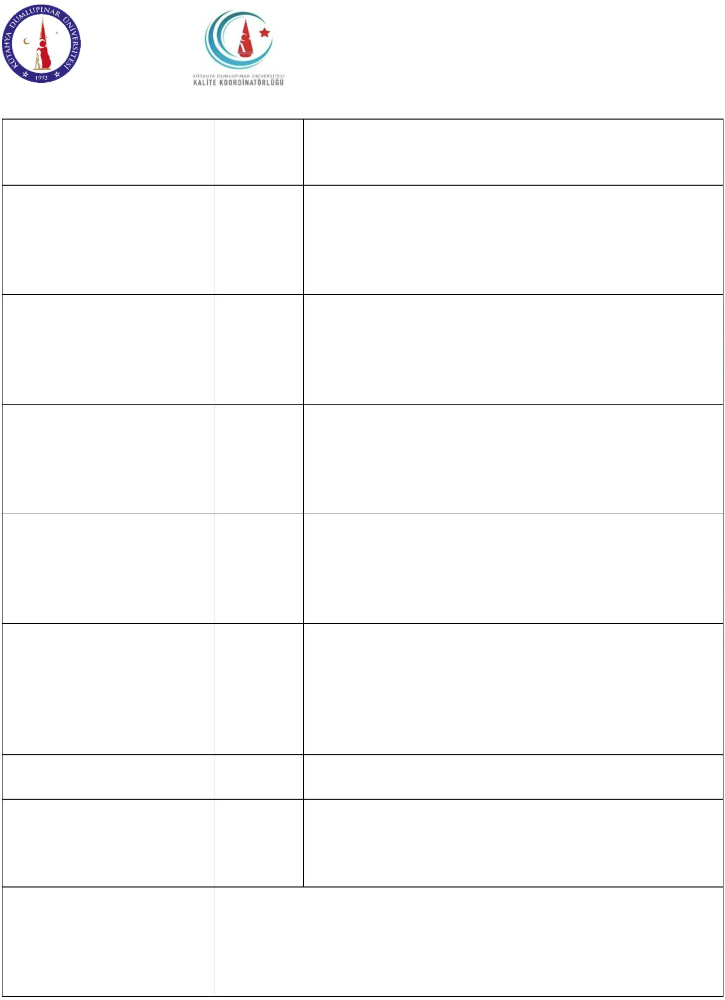 KÜTAHYA DUMLUPINAR ÜNİVERSİTESİ
1992
KÜTAHYA DUMLUPINAR ÜNİVERSİTESİ
KALİTE KOORDİNATÖRLÜĞÜ